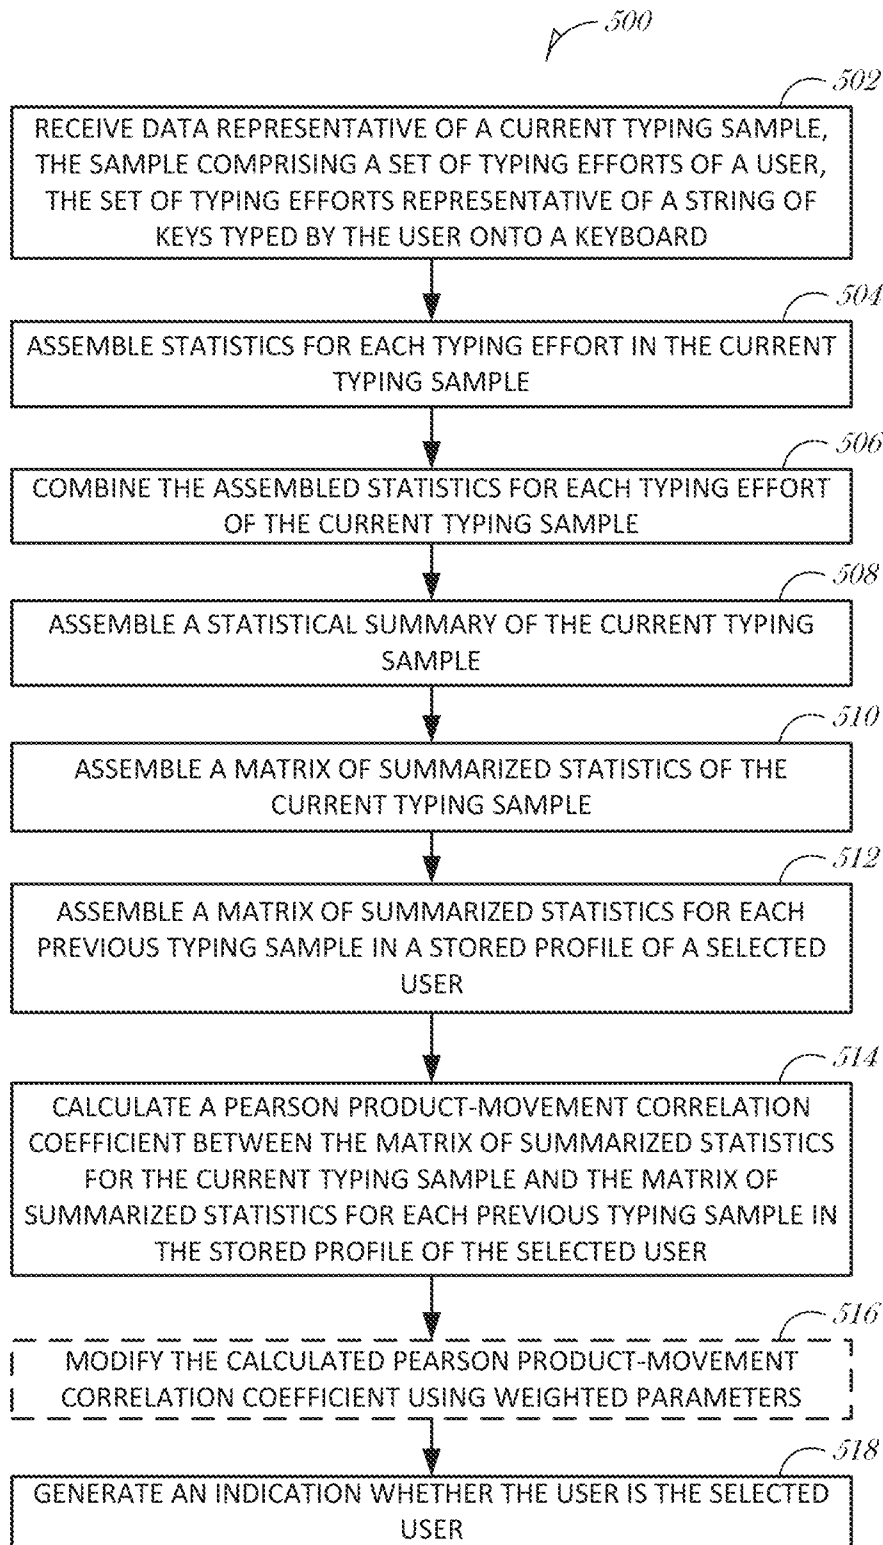 500
502
RECEIVE DATA REPRESENTATIVE OF A CURRENT TYPING SAMPLE,
THE SAMPLE COMPRISING A SET OF TYPING EFFORTS OF A USER,
THE SET OF TYPING EFFORTS REPRESENTATIVE OF A STRING OF
KEYS TYPED BY THE USER ONTO A KEYBOARD
504
ASSEMBLE STATISTICS FOR EACH TYPING EFFORT IN THE CURRENT
TYPING SAMPLE
506
COMBINE THE ASSEMBLED STATISTICS FOR EACH TYPING EFFORT
OF THE CURRENT TYPING SAMPLE
508
ASSEMBLE A STATISTICAL SUMMARY OF THE CURRENT TYPING
SAMPLE
510
ASSEMBLE A MATRIX OF SUMMARIZED STATISTICS OF THE
CURRENT TYPING SAMPLE
512
ASSEMBLE A MATRIX OF SUMMARIZED STATISTICS FOR EACH
PREVIOUS TYPING SAMPLE IN A STORED PROFILE OF A SELECTED
USER
514
CALCULATE A PEARSON PRODUCT-MOVEMENT CORRELATION
COEFFICIENT BETWEEN THE MATRIX OF SUMMARIZED STATISTICS
FOR THE CURRENT TYPING SAMPLE AND THE MATRIX OF
SUMMARIZED STATISTICS FOR EACH PREVIOUS TYPING SAMPLE IN
THE STORED PROFILE OF THE SELECTED USER
516
MODIFY THE CALCULATED PEARSON PRODUCT-MOVEMENT
CORRELATION COEFFICIENT USING WEIGHTED PARAMETERS
518
GENERATE AN INDICATION WHETHER THE USER IS THE SELECTED
USER